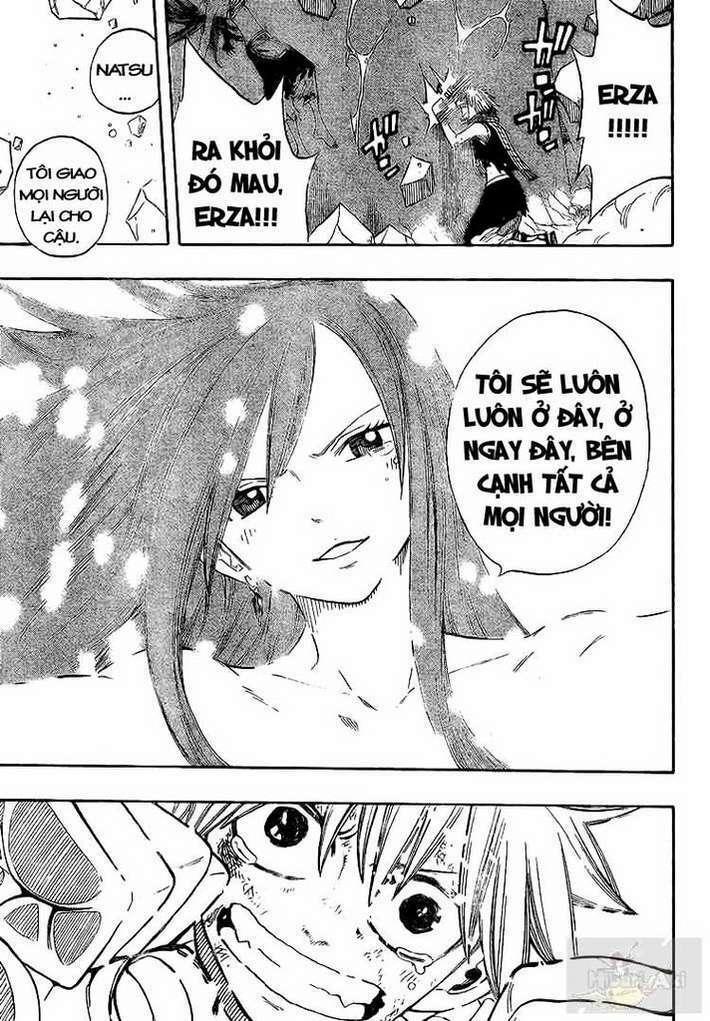 ERZA
!!!!!
RA KHỎI
ĐÓ MAU,
ERZA!!!
NATSU
...
TÔI GIAO
MỌI NGƯỜI
LẠI CHO
CẬU.
TÔI SẼ LUÔN
LUÔN Ở ĐÂY, Ở
NGAY ĐÂY, BÊN
CẠNH TẤT CẢ
MỌI NGƯỜI!